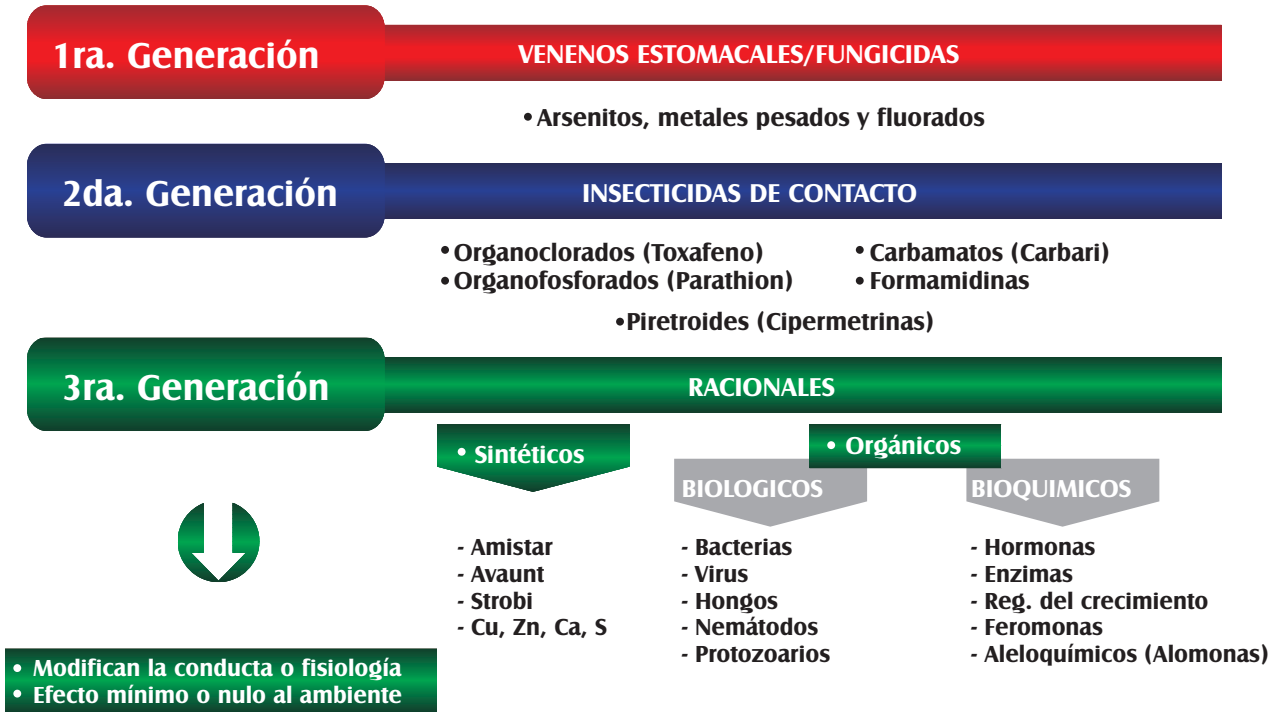 1ra. Generación
VENENOS ESTOMACALES/FUNGICIDAS
• Arsenitos, metales pesados y fluorados
2da. Generación
INSECTICIDAS DE CONTACTO
• Organoclorados (Toxafeno)
• Organofosforados (Parathion)
• Carbamatos (Carbari)
• Formamidinas
•Piretroides (Cipermetrinas)
3ra. Generación
RACIONALES
• Sintéticos
- Amistar
- Avaunt
- Strobi
- Cu, Zn, Ca, S
• Orgánicos
BIOLOGICOS
- Bacterias
- Virus
- Hongos
- Nemátodos
- Protozoarios
BIOQUIMICOS
- Hormonas
- Enzimas
- Reg. del crecimiento
- Feromonas
- Aleloquímicos (Alomonas)
• Modifican la conducta o fisiología
• Efecto mínimo o nulo al ambiente